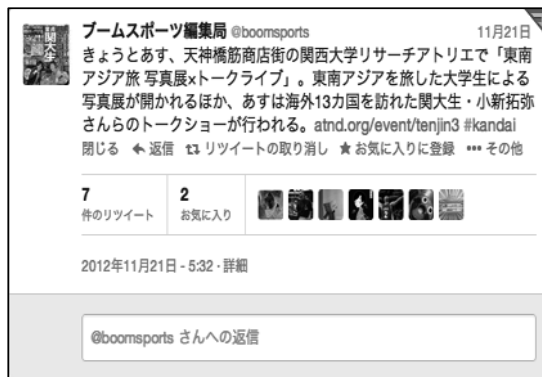 ブームスポーツ編集局 @boomsports 11月21日
きょうとあす、天神橋筋商店街の関西大学リサーチアトリエで「東南
アジア旅 写真展×トークライブ」。東南アジアを旅した大学生による
写真展が開かれるほか、あすは海外13カ国を訪れた関大生・小新拓弥
さんらのトークショーが行われる。atnd.org/event/tenjin3 #kandai
閉じる 返信 リツイートの取り消し お気に入りに登録 その他
7 2
件のリツイート お気に入り
2012年11月21日 - 5:32 · 詳細
@boomsports さんへの返信
関大生